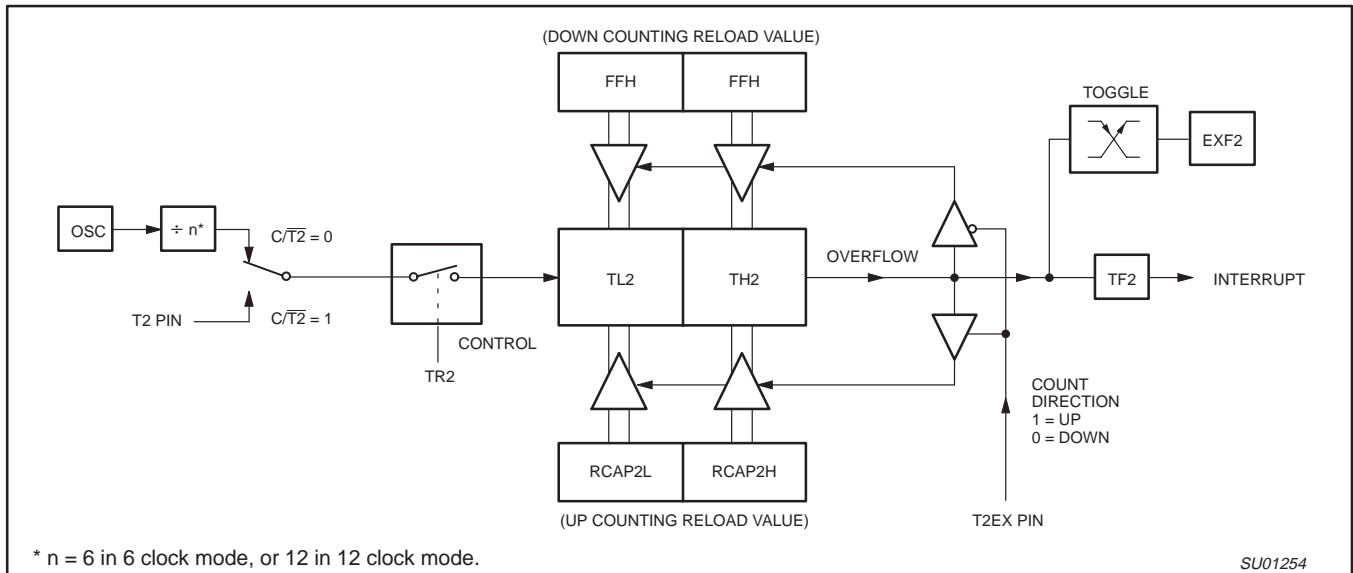 (DOWN COUNTING RELOAD VALUE)
FFH
FFH
TOGGLE
EXF2
OSC
÷ n*
C/T2̅ = 0
TL2
TH2
OVERFLOW
TF2
INTERRUPT
T2 PIN
C/T2̅ = 1
CONTROL
TR2
COUNT
DIRECTION
1 = UP
0 = DOWN
RCAP2L
RCAP2H
(UP COUNTING RELOAD VALUE)
T2EX PIN
* n = 6 in 6 clock mode, or 12 in 12 clock mode.
SU01254